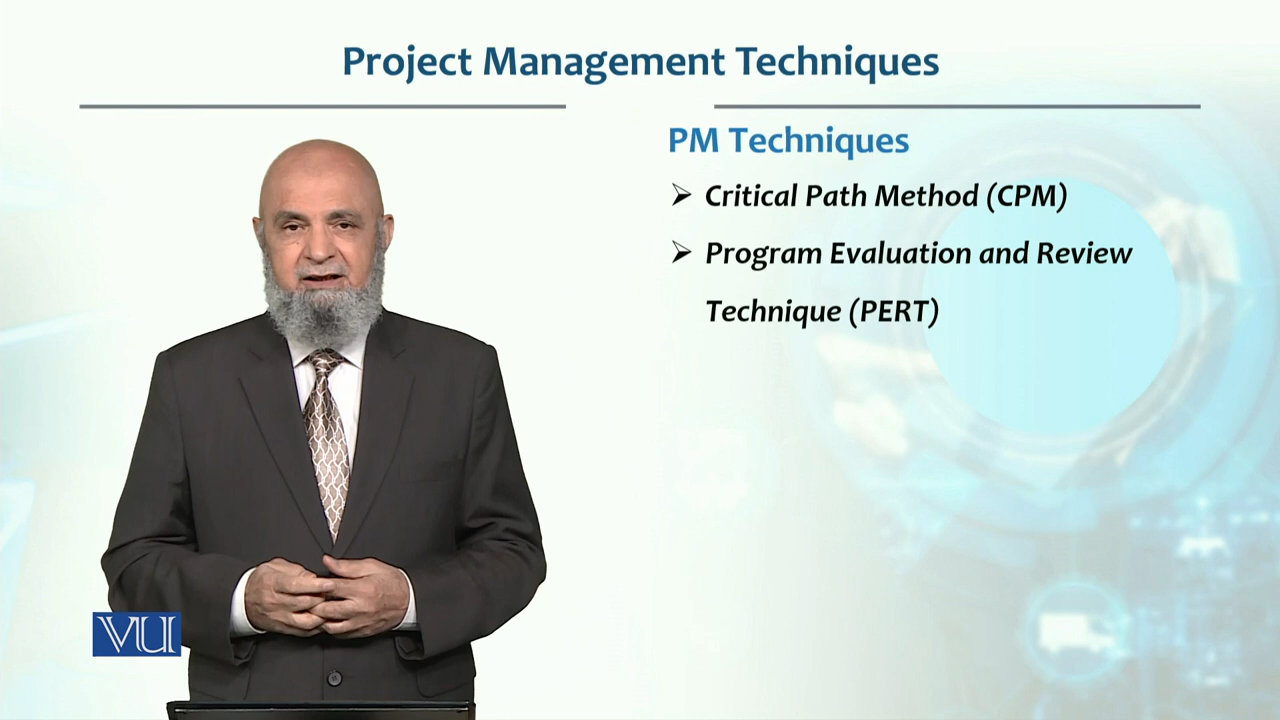 Project Management Techniques
PM Techniques
➢ Critical Path Method (CPM)
➢ Program Evaluation and Review
Technique (PERT)
VU